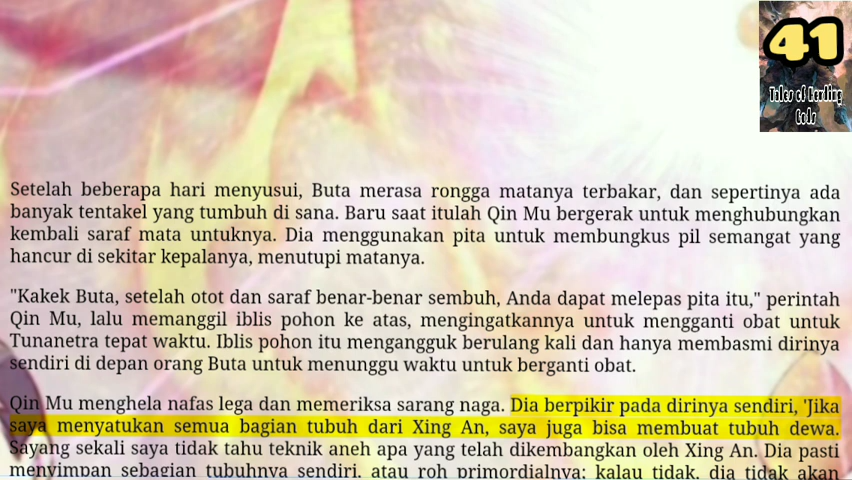 41
Tales of Herding
Gods
Setelah beberapa hari menyusui, Buta merasa rongga matanya terbakar, dan sepertinya ada
banyak tentakel yang tumbuh di sana. Baru saat itulah Qin Mu bergerak untuk menghubungkan
kembali saraf mata untuknya. Dia menggunakan pita untuk membungkus pil semangat yang
hancur di sekitar kepalanya, menutupi matanya.
"Kakek Buta, setelah otot dan saraf benar-benar sembuh, Anda dapat melepas pita itu," perintah
Qin Mu, lalu memanggil iblis pohon ke atas, mengingatkannya untuk mengganti obat untuk
Tunanetra tepat waktu. Iblis pohon itu mengangguk berulang kali dan hanya membasmi dirinya
sendiri di depan orang Buta untuk menunggu waktu untuk berganti obat.
Qin Mu menghela nafas lega dan memeriksa sarang naga. Dia berpikir pada dirinya sendiri, 'Jika
saya menyatukan semua bagian tubuh dari Xing An, saya juga bisa membuat tubuh dewa.
Sayang sekali saya tidak tahu teknik aneh apa yang telah dikembangkan oleh Xing An. Dia pasti
menyimpan sebagian tubuhnya sendiri, atau roh primordialnya; kalau tidak, dia tidak akan